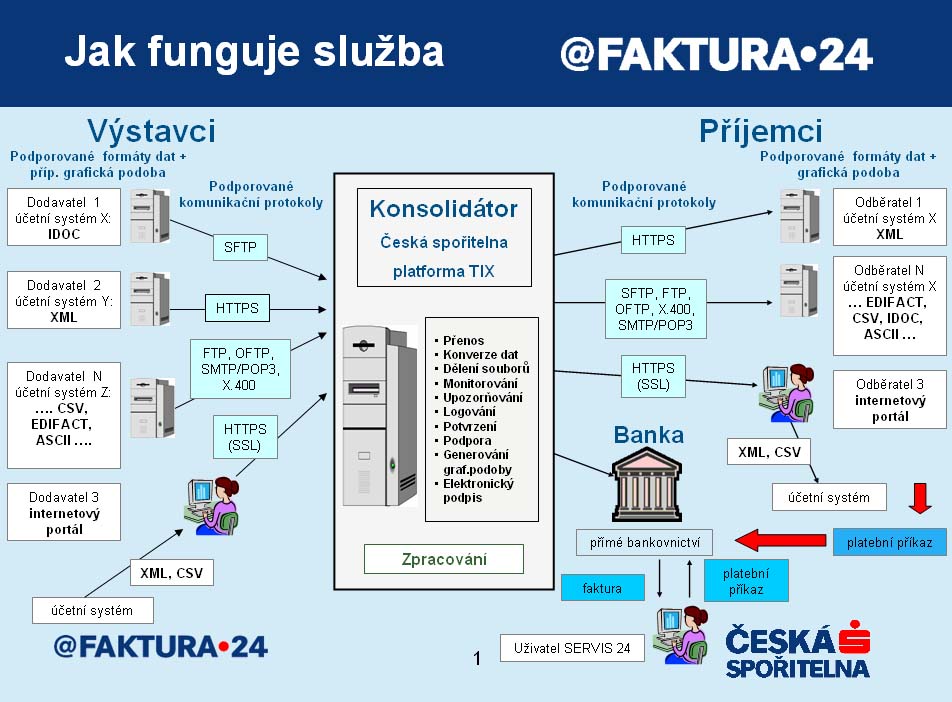 Jak funguje služba
@FAKTURA•24
Výstavci
Podporované formáty dat +
příp. grafická podoba
Podporované
komunikační protokoly
Dodavatel 1
účetní systém X:
IDOC
SFTP
Dodavatel 2
účetní systém Y:
XML
HTTPS
Dodavatel N
účetní systém Z:
.... CSV,
EDIFACT,
ASCII ....
FTP, OFTP,
SMTP/POP3,
X.400
HTTPS
(SSL)
Dodavatel 3
internetový
portál
XML, CSV
účetní systém
Konsolidátor
Česká spořitelna
platforma TIX
• Přenos
• Konverze dat
• Dělení souborů
• Monitorování
• Upozorňování
• Logování
• Potvrzení
• Podpora
• Generování
graf.podoby
• Elektronický
podpis
Zpracování
Příjemci
Podporované
komunikační protokoly
Podporované formáty dat +
grafická podoba
HTTPS
Odběratel 1
účetní systém X
XML
SFTP, FTP,
OFTP, X.400,
SMTP/POP3
Odběratel N
účetní systém X
... EDIFACT,
CSV, IDOC,
ASCII ...
HTTPS
(SSL)
Odběratel 3
internetový
portál
XML, CSV
účetní systém
Banka
přímé bankovnictví
platební příkaz
faktura
platební
příkaz
Uživatel SERVIS 24
@FAKTURA•24
1
ČESKÁ
SPOŘITELNA